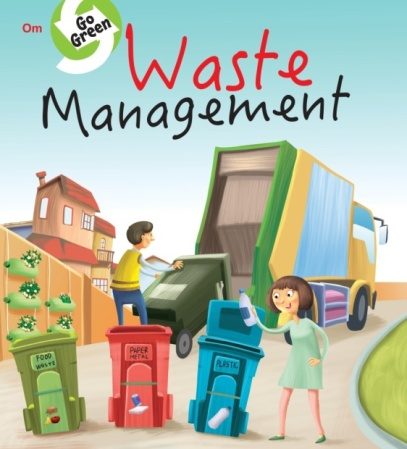 Om
Go
Green
Waste
Management
FOOD
WASTE
PAPER
METAL
PLASTIC